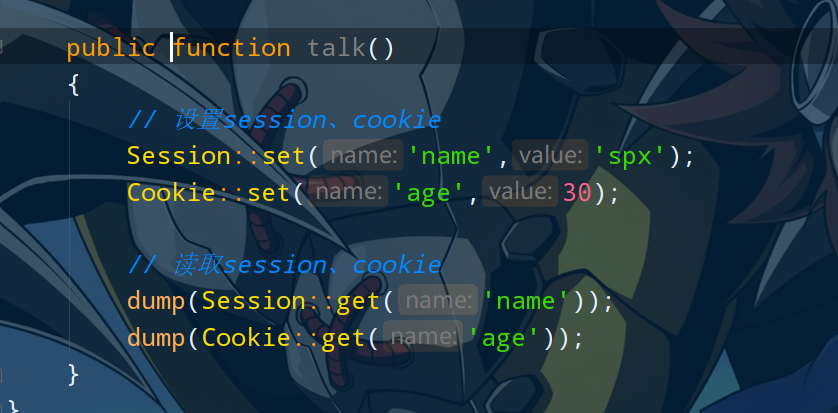 public function talk()
{
// 设置session、cookie
Session::set( name: 'name', value: 'spx');
Cookie::set( name: 'age', value: 30);
// 读取session、cookie
dump(Session::get( name: 'name'));
dump(Cookie::get( name: 'age'));
}
}